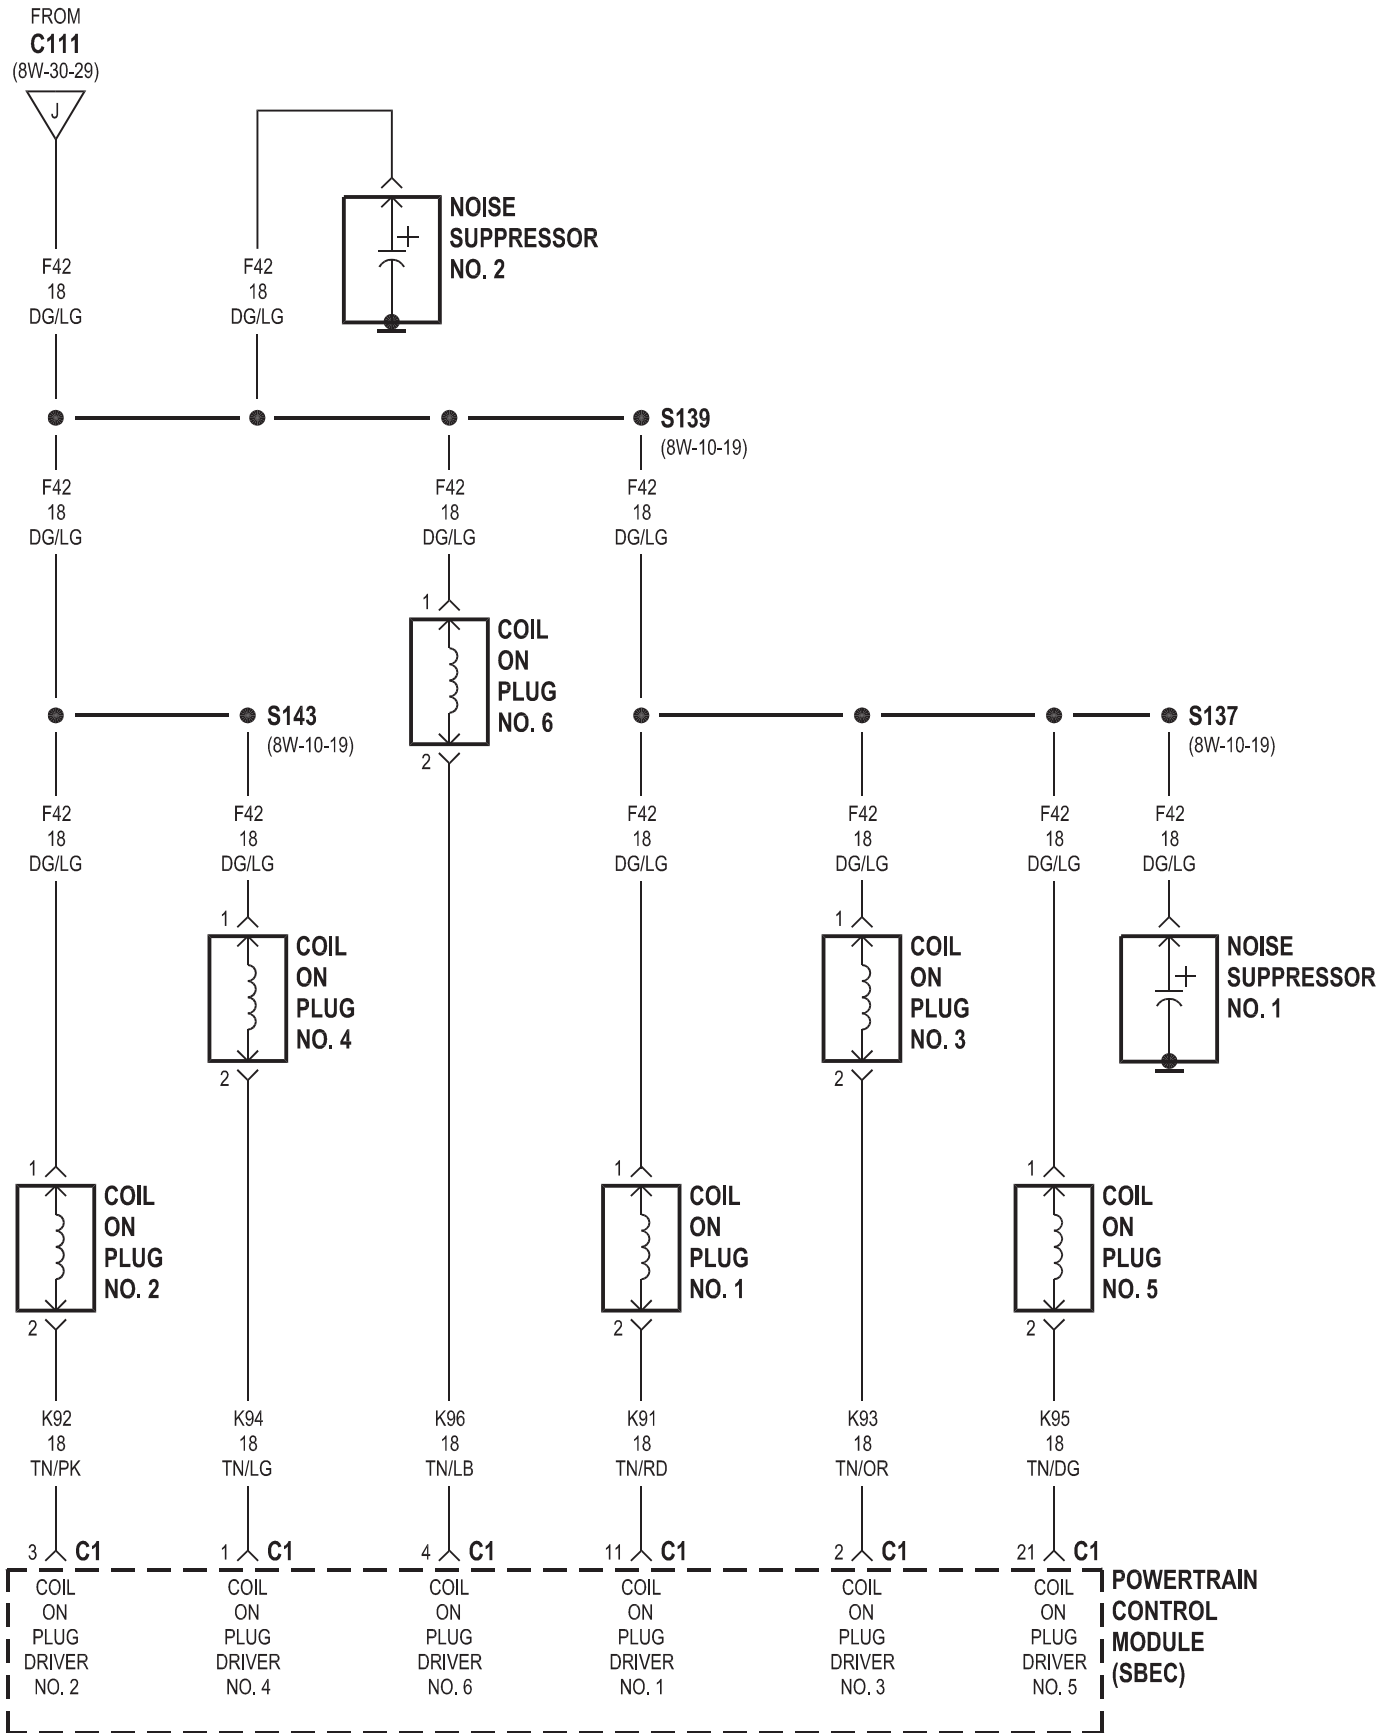 FROM
C111
(8W-30-29)
J
NOISE
SUPPRESSOR
NO. 2
+
F42
18
DG/LG
F42
18
DG/LG
S139
(8W-10-19)
F42
18
DG/LG
F42
18
DG/LG
F42
18
DG/LG
1
COIL
ON
PLUG
NO. 6
2
S143
(8W-10-19)
S137
(8W-10-19)
F42
18
DG/LG
F42
18
DG/LG
F42
18
DG/LG
F42
18
DG/LG
F42
18
DG/LG
F42
18
DG/LG
1
COIL
ON
PLUG
NO. 4
2
1
COIL
ON
PLUG
NO. 3
2
NOISE
SUPPRESSOR
NO. 1
+
1
COIL
ON
PLUG
NO. 2
2
1
COIL
ON
PLUG
NO. 1
2
1
COIL
ON
PLUG
NO. 5
2
K92
18
TN/PK
K94
18
TN/LG
K96
18
TN/LB
K91
18
TN/RD
K93
18
TN/OR
K95
18
TN/DG
3 C1
1 C1
4 C1
11 C1
2 C1
21 C1
COIL
ON
PLUG
DRIVER
NO. 2
COIL
ON
PLUG
DRIVER
NO. 4
COIL
ON
PLUG
DRIVER
NO. 6
COIL
ON
PLUG
DRIVER
NO. 1
COIL
ON
PLUG
DRIVER
NO. 3
COIL
ON
PLUG
DRIVER
NO. 5
POWERTRAIN
CONTROL
MODULE
(SBEC)